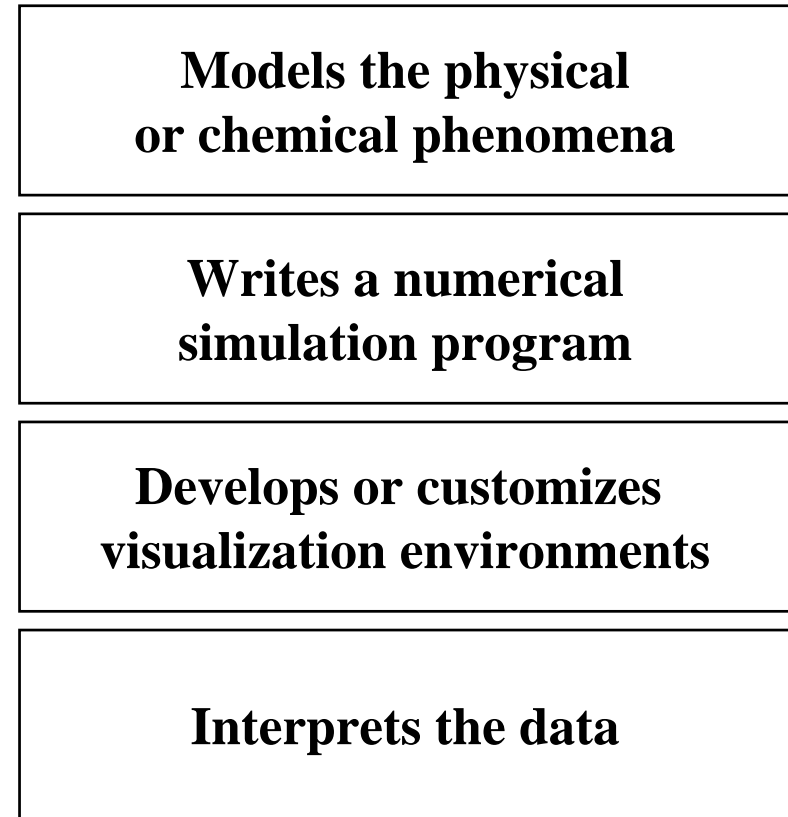 Models the physical
or chemical phenomena
Writes a numerical
simulation program
Develops or customizes
visualization environments
Interprets the data